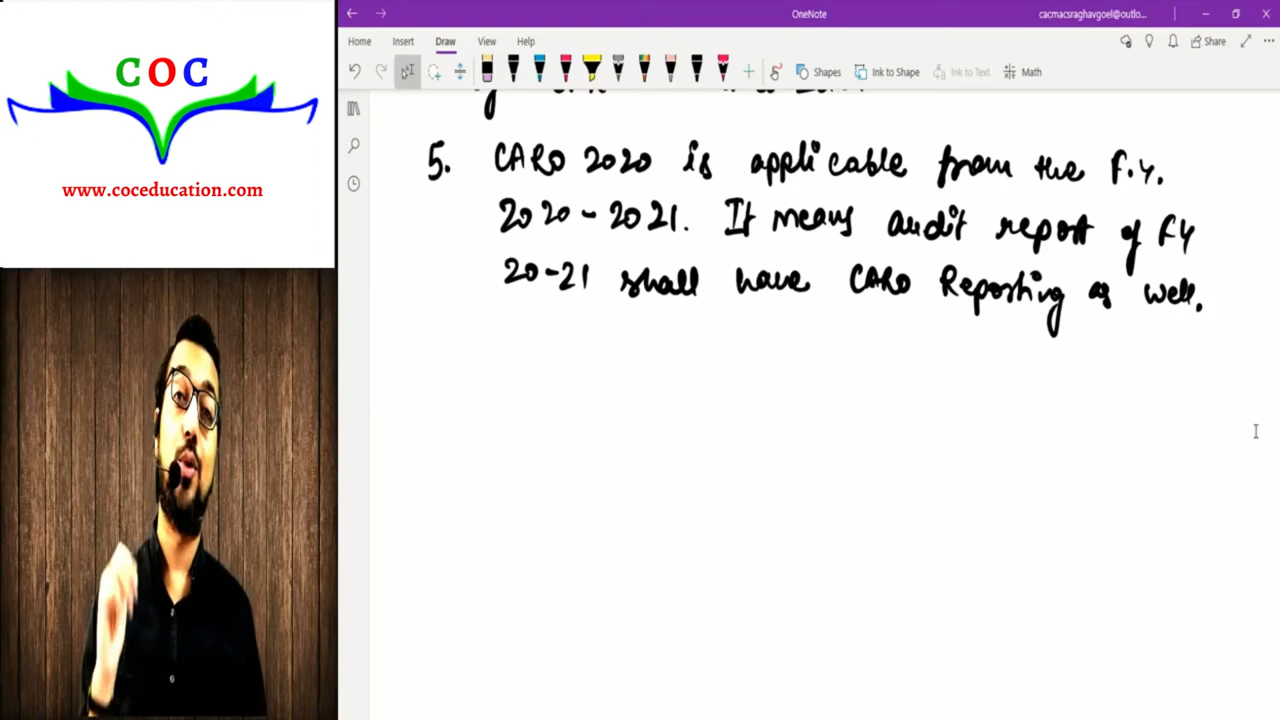 OneNote
cacmacsraghavgoel@outlo...
COC
www.coceducation.com
Home Insert Draw View Help
Share
Shapes Ink to Shape Ink to Text Math
5. CARO 2020 is applicable from the F.Y.
2020-2021. It means audit report of FY
20-21 shall have CARO Reporting as well.